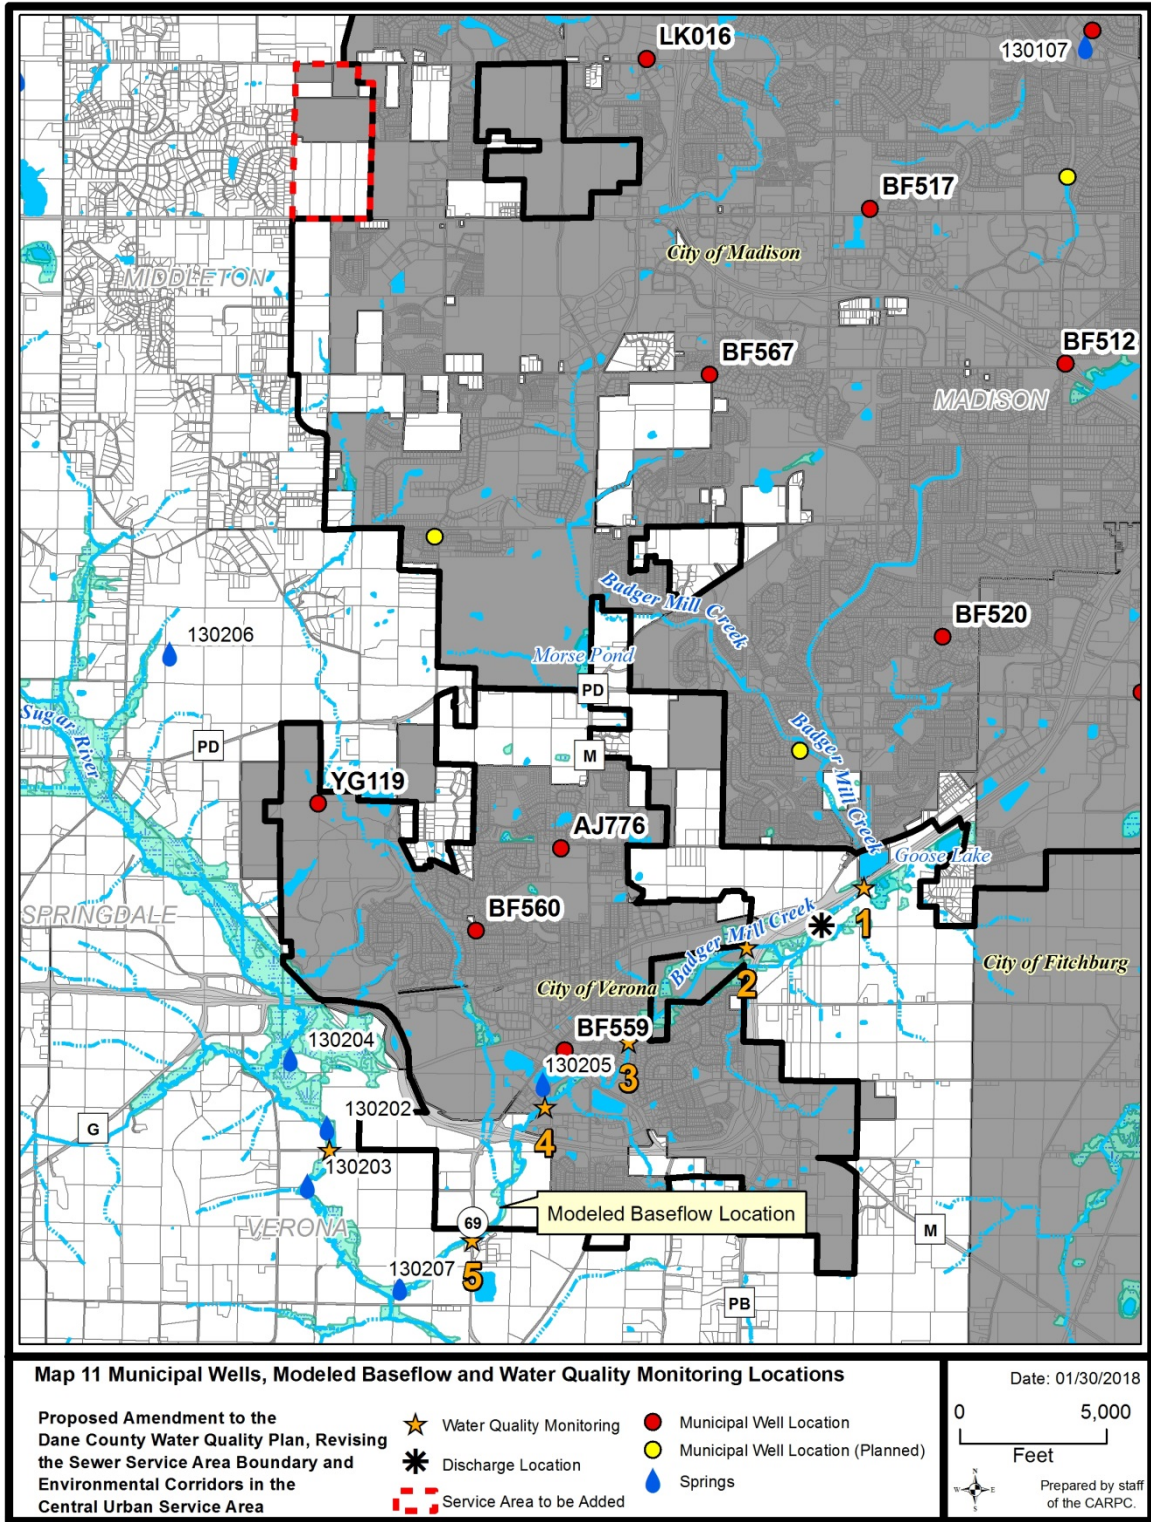 LK016
130107
BF517
City of Madison
MIDDLETON
BF567
BF512
MADISON
Badger Mill Creek
BF520
130206
Morse Pond
PD
Sugar River
PD
M
Badger Mill Creek
YG119
AJ776
Goose Lake
SPRINGDALE
BF560
1
Badger Mill Creek
City of Fitchburg
2
City of Verona
BF559
130204
130205
3
130202
G
4
130203
Modeled Baseflow Location
VERONA
69
M
130207
5
PB
Map 11 Municipal Wells, Modeled Baseflow and Water Quality Monitoring Locations
Proposed Amendment to the
Dane County Water Quality Plan, Revising
the Sewer Service Area Boundary and
Environmental Corridors in the
Central Urban Service Area
Water Quality Monitoring
Discharge Location
Service Area to be Added
Municipal Well Location
Municipal Well Location (Planned)
Springs
Date: 01/30/2018
0 5,000
Feet
N
W E
S
Prepared by staff
of the CARPC.